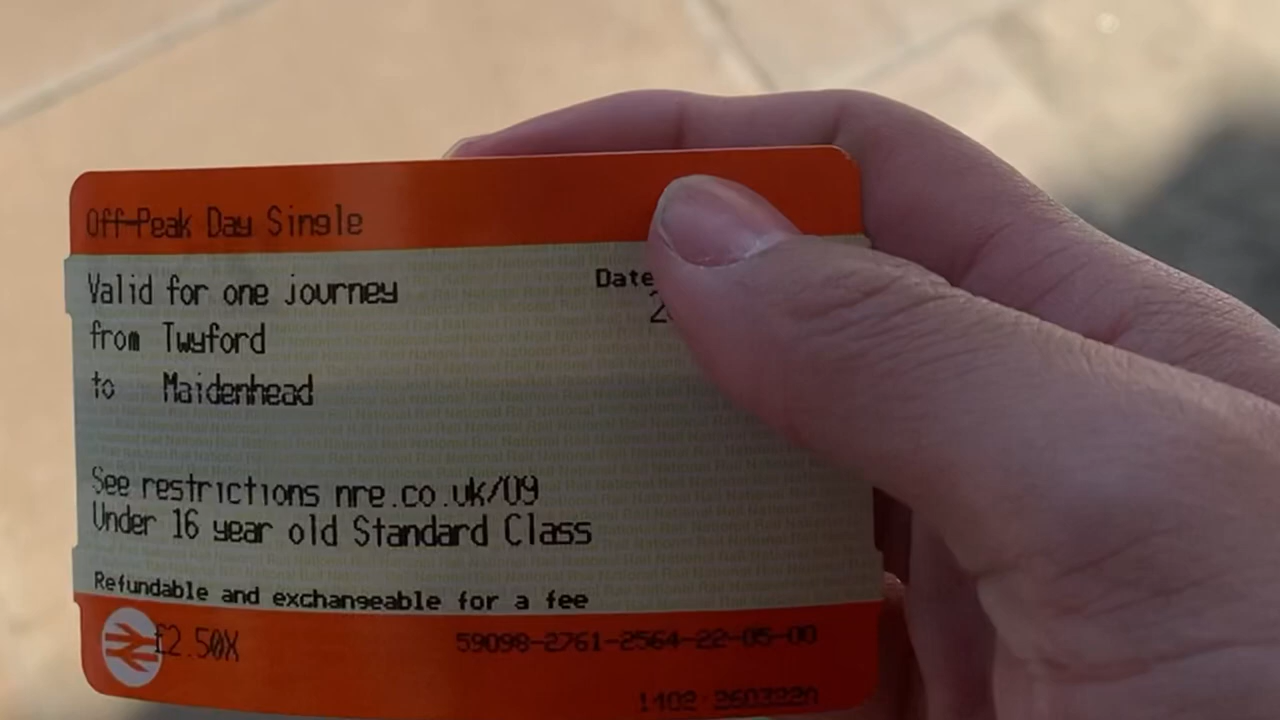 Off-Peak Day Single
Valid for one journey
Date
from Twyford
to Maidenhead
See restrictions nre.co.uk/09
Under 16 year old Standard Class
Refundable and exchangeable for a fee
£2.50X
59098-2761-2564-22-05-00